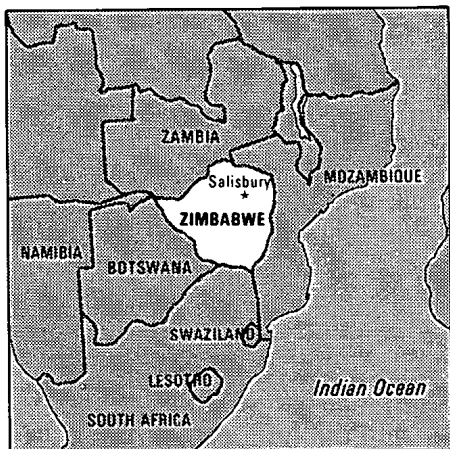 ZAMBIA
MOZAMBIQUE
Salisbury
ZIMBABWE
NAMIBIA
BOTSWANA
SWAZILAND
LESOTHO
Indian Ocean
SOUTH AFRICA